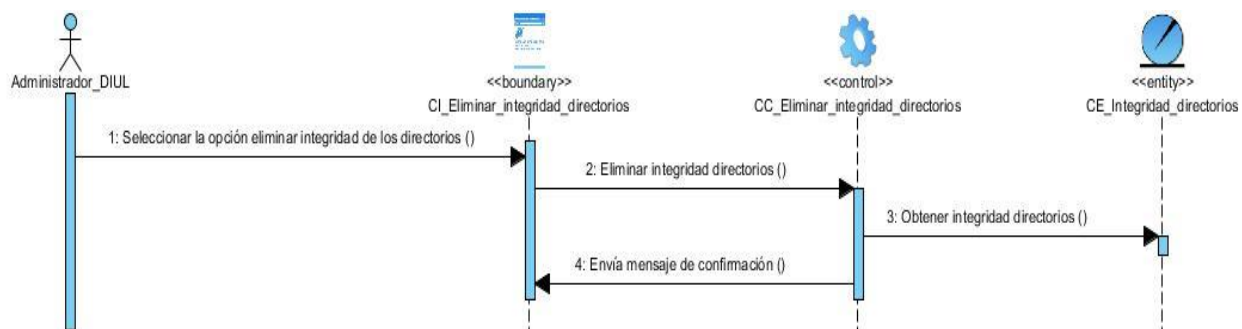 Administrador_DIUL
<<boundary>>
CI_Eliminar_integridad_directorios
<<control>>
CC_Eliminar_integridad_directorios
<<entity>>
CE_Integridad_directorios
1: Seleccionar la opción eliminar integridad de los directorios ()
2: Eliminar integridad directorios ()
3: Obtener integridad directorios ()
4: Envía mensaje de confirmación ()